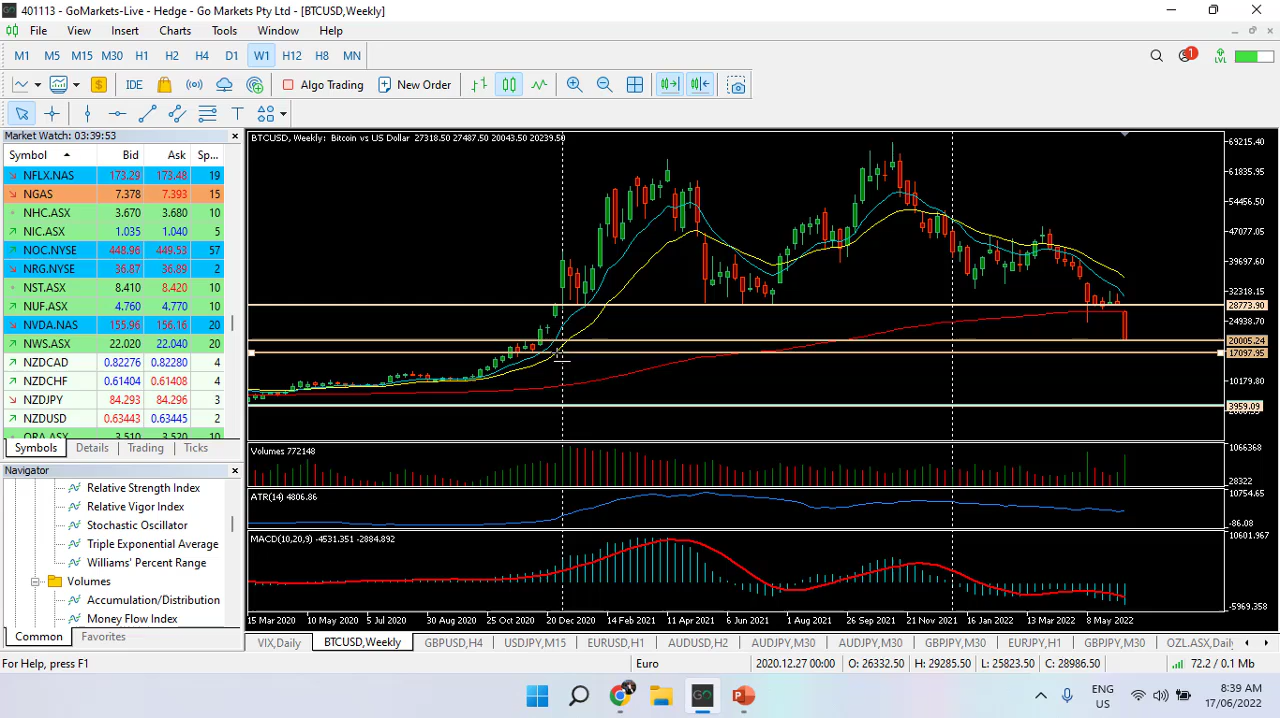 401113 - GoMarkets-Live - Hedge - Go Markets Pty Ltd - [BTCUSD,Weekly]
File View Insert Charts Tools Window Help
M1 M5 M15 M30 H1 H2 H4 D1 W1 H12 H8 MN
1 LVL
IDE Algo Trading New Order
Market Watch: 03:39:53
Symbol Bid Ask Sp...
NFLX.NAS 173.29 173.48 19
NGAS 7.378 7.393 15
NHC.ASX 3.670 3.680 10
NIC.ASX 1.035 1.040 5
NOC.NYSE 448.96 449.53 57
NRG.NYSE 36.87 36.89 2
NST.ASX 8.410 8.420 10
NUF.ASX 4.760 4.770 10
NVDA.NAS 155.96 156.16 20
NWS.ASX 22.020 22.040 5
NZDCAD 0.82276 0.82280 4
NZDCHF 0.61404 0.61408 4
NZDJPY 84.293 84.296 3
NZDUSD 0.63443 0.63445 2
ORA.ASX 3.510 3.520 10
Symbols Details Trading Ticks
Navigator
Relative Strength Index
Relative Vigor Index
Stochastic Oscillator
Triple Exponential Average
Williams' Percent Range
Volumes
Accumulation/Distribution
Money Flow Index
Common Favorites
BTCUSD, Weekly: Bitcoin vs US Dollar 27318.50 27487.50 20043.50 20239.50
69215.40
61835.95
54456.50
47077.05
39697.60
32318.15
28773.90
24938.70
20005.24
17097.95
10179.80
3959.09
Volumes 772148
1066368
28322
ATR(14) 4806.86
10754.65
-86.08
MACD(10,20,9) -4531.351 -2884.892
10601.967
-5969.358
15 Mar 2020 10 May 2020 5 Jul 2020 30 Aug 2020 25 Oct 2020 20 Dec 2020 14 Feb 2021 11 Apr 2021 6 Jun 2021 1 Aug 2021 26 Sep 2021 21 Nov 2021 16 Jan 2022 13 Mar 2022 8 May 2022
VIX,Daily BTCUSD,Weekly GBPUSD,H4 USDJPY,M15 EURUSD,H1 AUDUSD,H2 AUDJPY,M30 AUDJPY,M30 GBPJPY,M30 EURJPY,H1 GBPJPY,M30 OZL.ASX,Daily
For Help, press F1 Euro 2020.12.27 00:00 O: 26332.50 H: 29285.50 L: 25823.50 C: 28986.50 72.2 / 0.1 Mb
GO
ENG
US
8:39 AM
17/06/2022